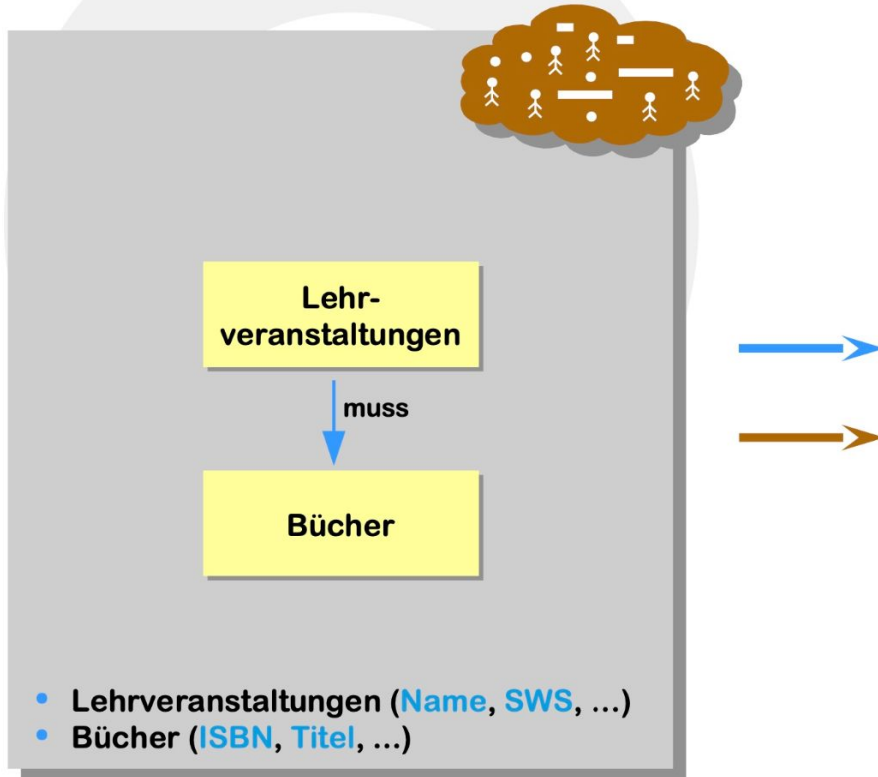 Lehr-
veranstaltungen
muss
Bücher
• Lehrveranstaltungen (Name, SWS, ...)
• Bücher (ISBN, Titel, ...)